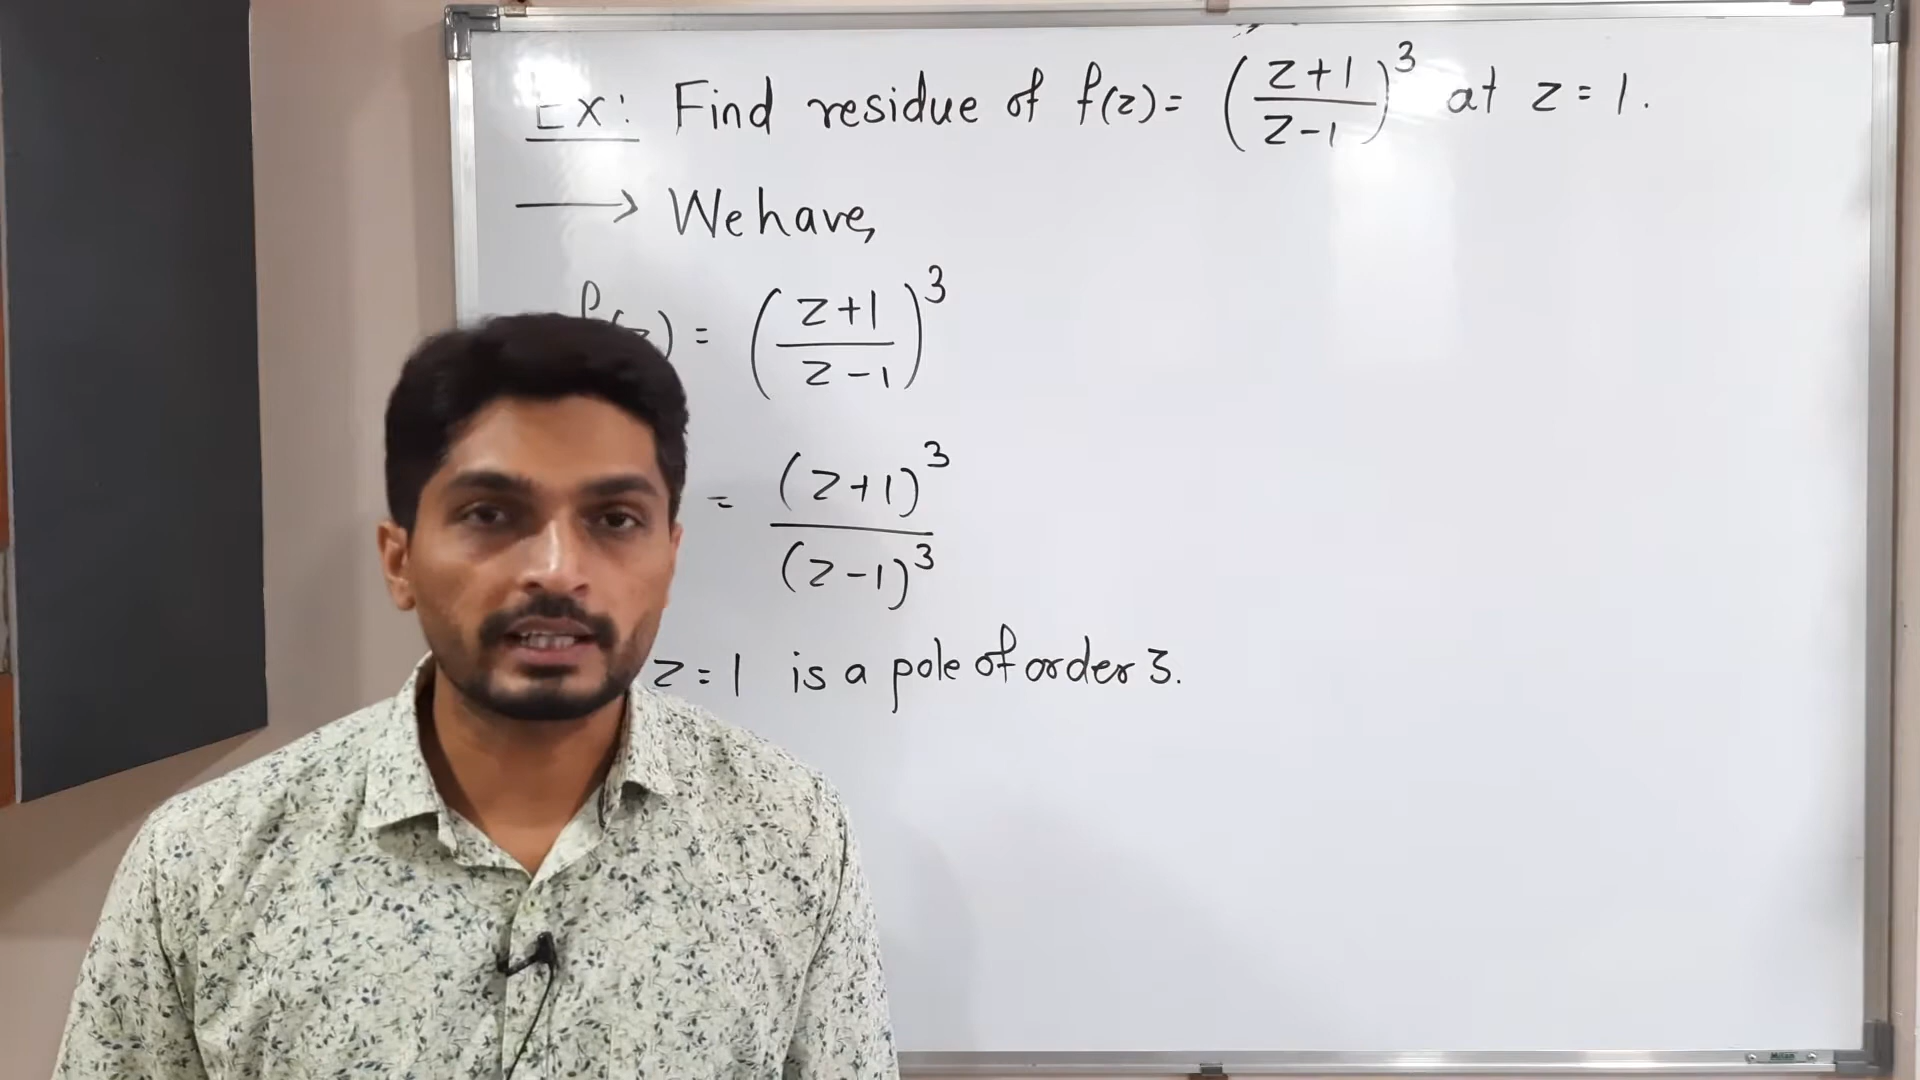 Ex: Find residue of f(z) = ((z+1)/(z-1))^3 at z = 1.
→ We have,
f(z) = ((z+1)/(z-1))^3
= (z+1)^3/(z-1)^3
z = 1 is a pole of order 3.
Milan